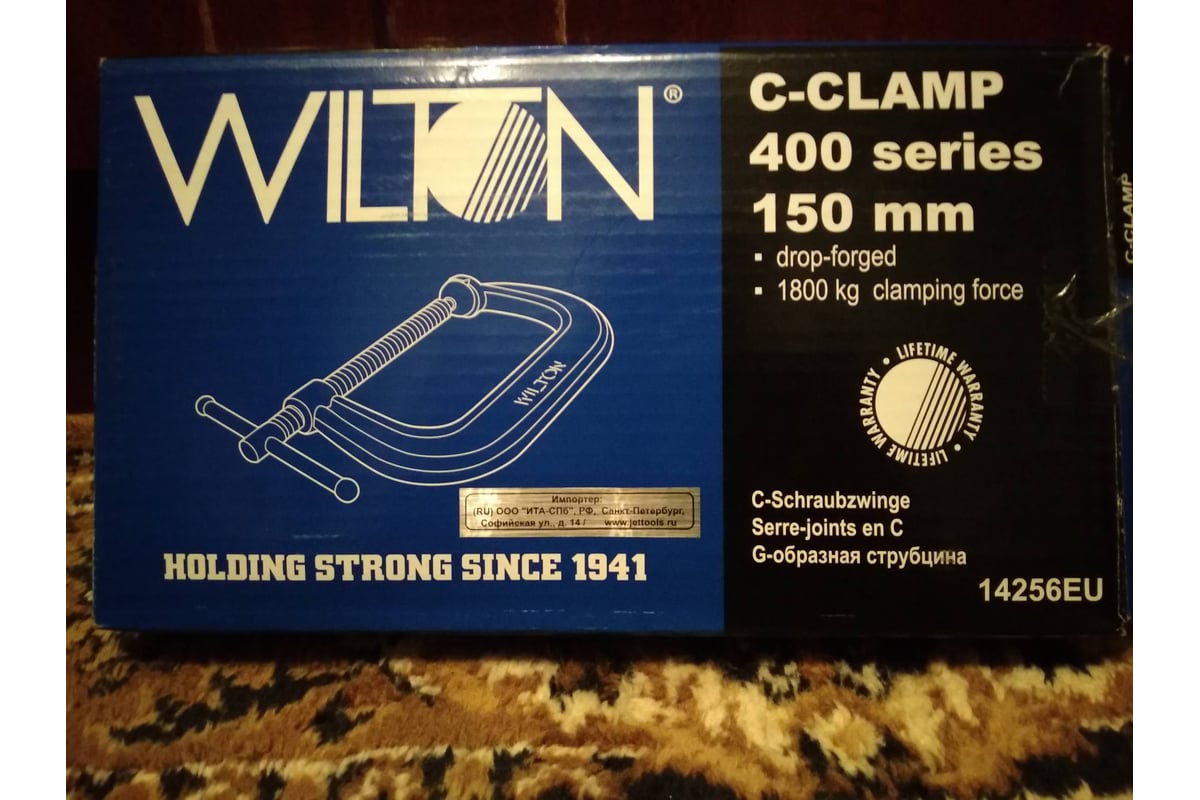 WILTON®
C-CLAMP
400 series
150 mm
▪ drop-forged
▪ 1800 kg clamping force
C-CLAMP
WILTON
LIFETIME WARRANTY • LIFETIME WARRANTY •
Импортер:
(RU) ООО "ИТА-СПб", РФ, Санкт-Петербург,
Софийская ул., д. 14 / www.jettools.ru
HOLDING STRONG SINCE 1941
C-Schraubzwinge
Serre-joints en C
G-образная струбцина
14256EU